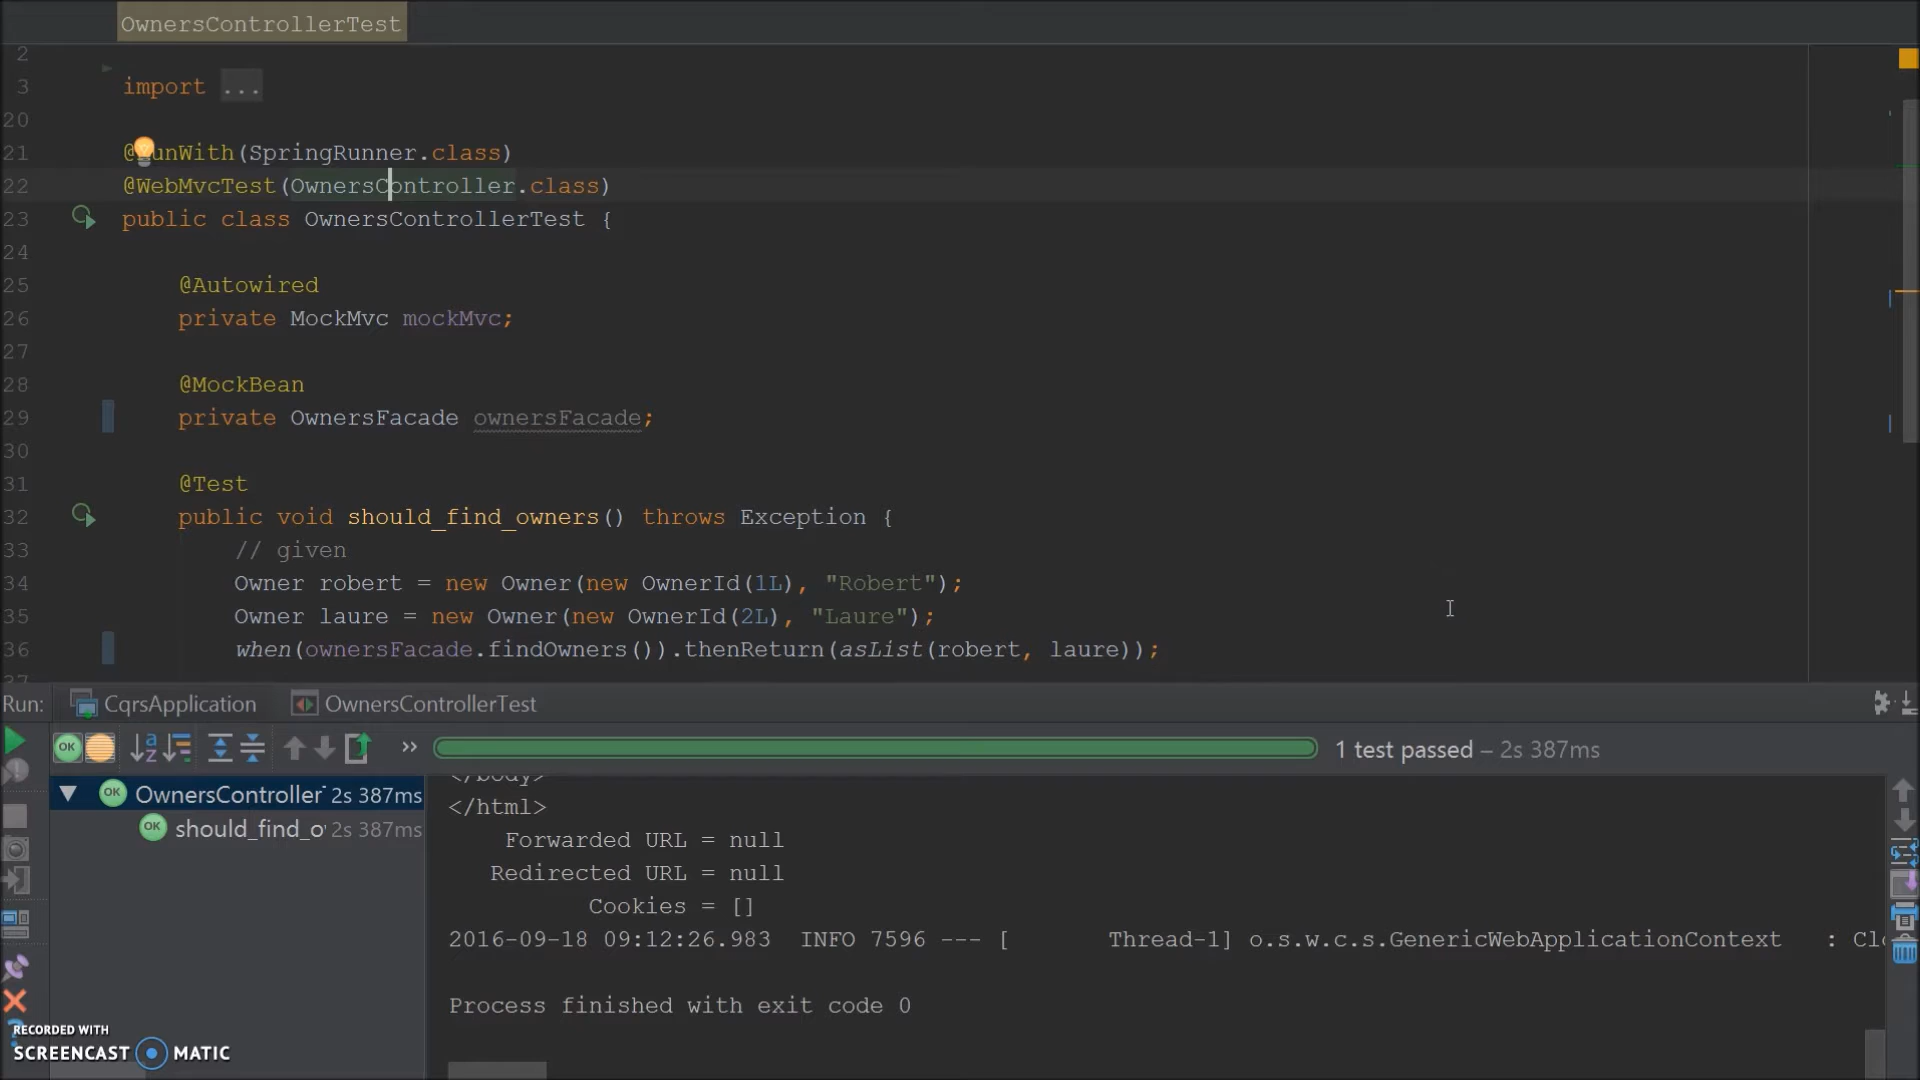 OwnersControllerTest
2
3 import ...
20
21 @RunWith(SpringRunner.class)
22 @WebMvcTest(OwnersController.class)
23 public class OwnersControllerTest {
24
25 @Autowired
26 private MockMvc mockMvc;
27
28 @MockBean
29 private OwnersFacade ownersFacade;
30
31 @Test
32 public void should_find_owners() throws Exception {
33 // given
34 Owner robert = new Owner(new OwnerId(1L), "Robert");
35 Owner laure = new Owner(new OwnerId(2L), "Laure");
36 when(ownersFacade.findOwners()).thenReturn(asList(robert, laure));
Run: CqrsApplication OwnersControllerTest
OK » 1 test passed – 2s 387ms
OK OwnersController 2s 387ms
OK should_find_o 2s 387ms
</body>
</html>
Forwarded URL = null
Redirected URL = null
Cookies = []
2016-09-18 09:12:26.983 INFO 7596 --- [ Thread-1] o.s.w.c.s.GenericWebApplicationContext : Clo
Process finished with exit code 0
RECORDED WITH
SCREENCAST MATIC